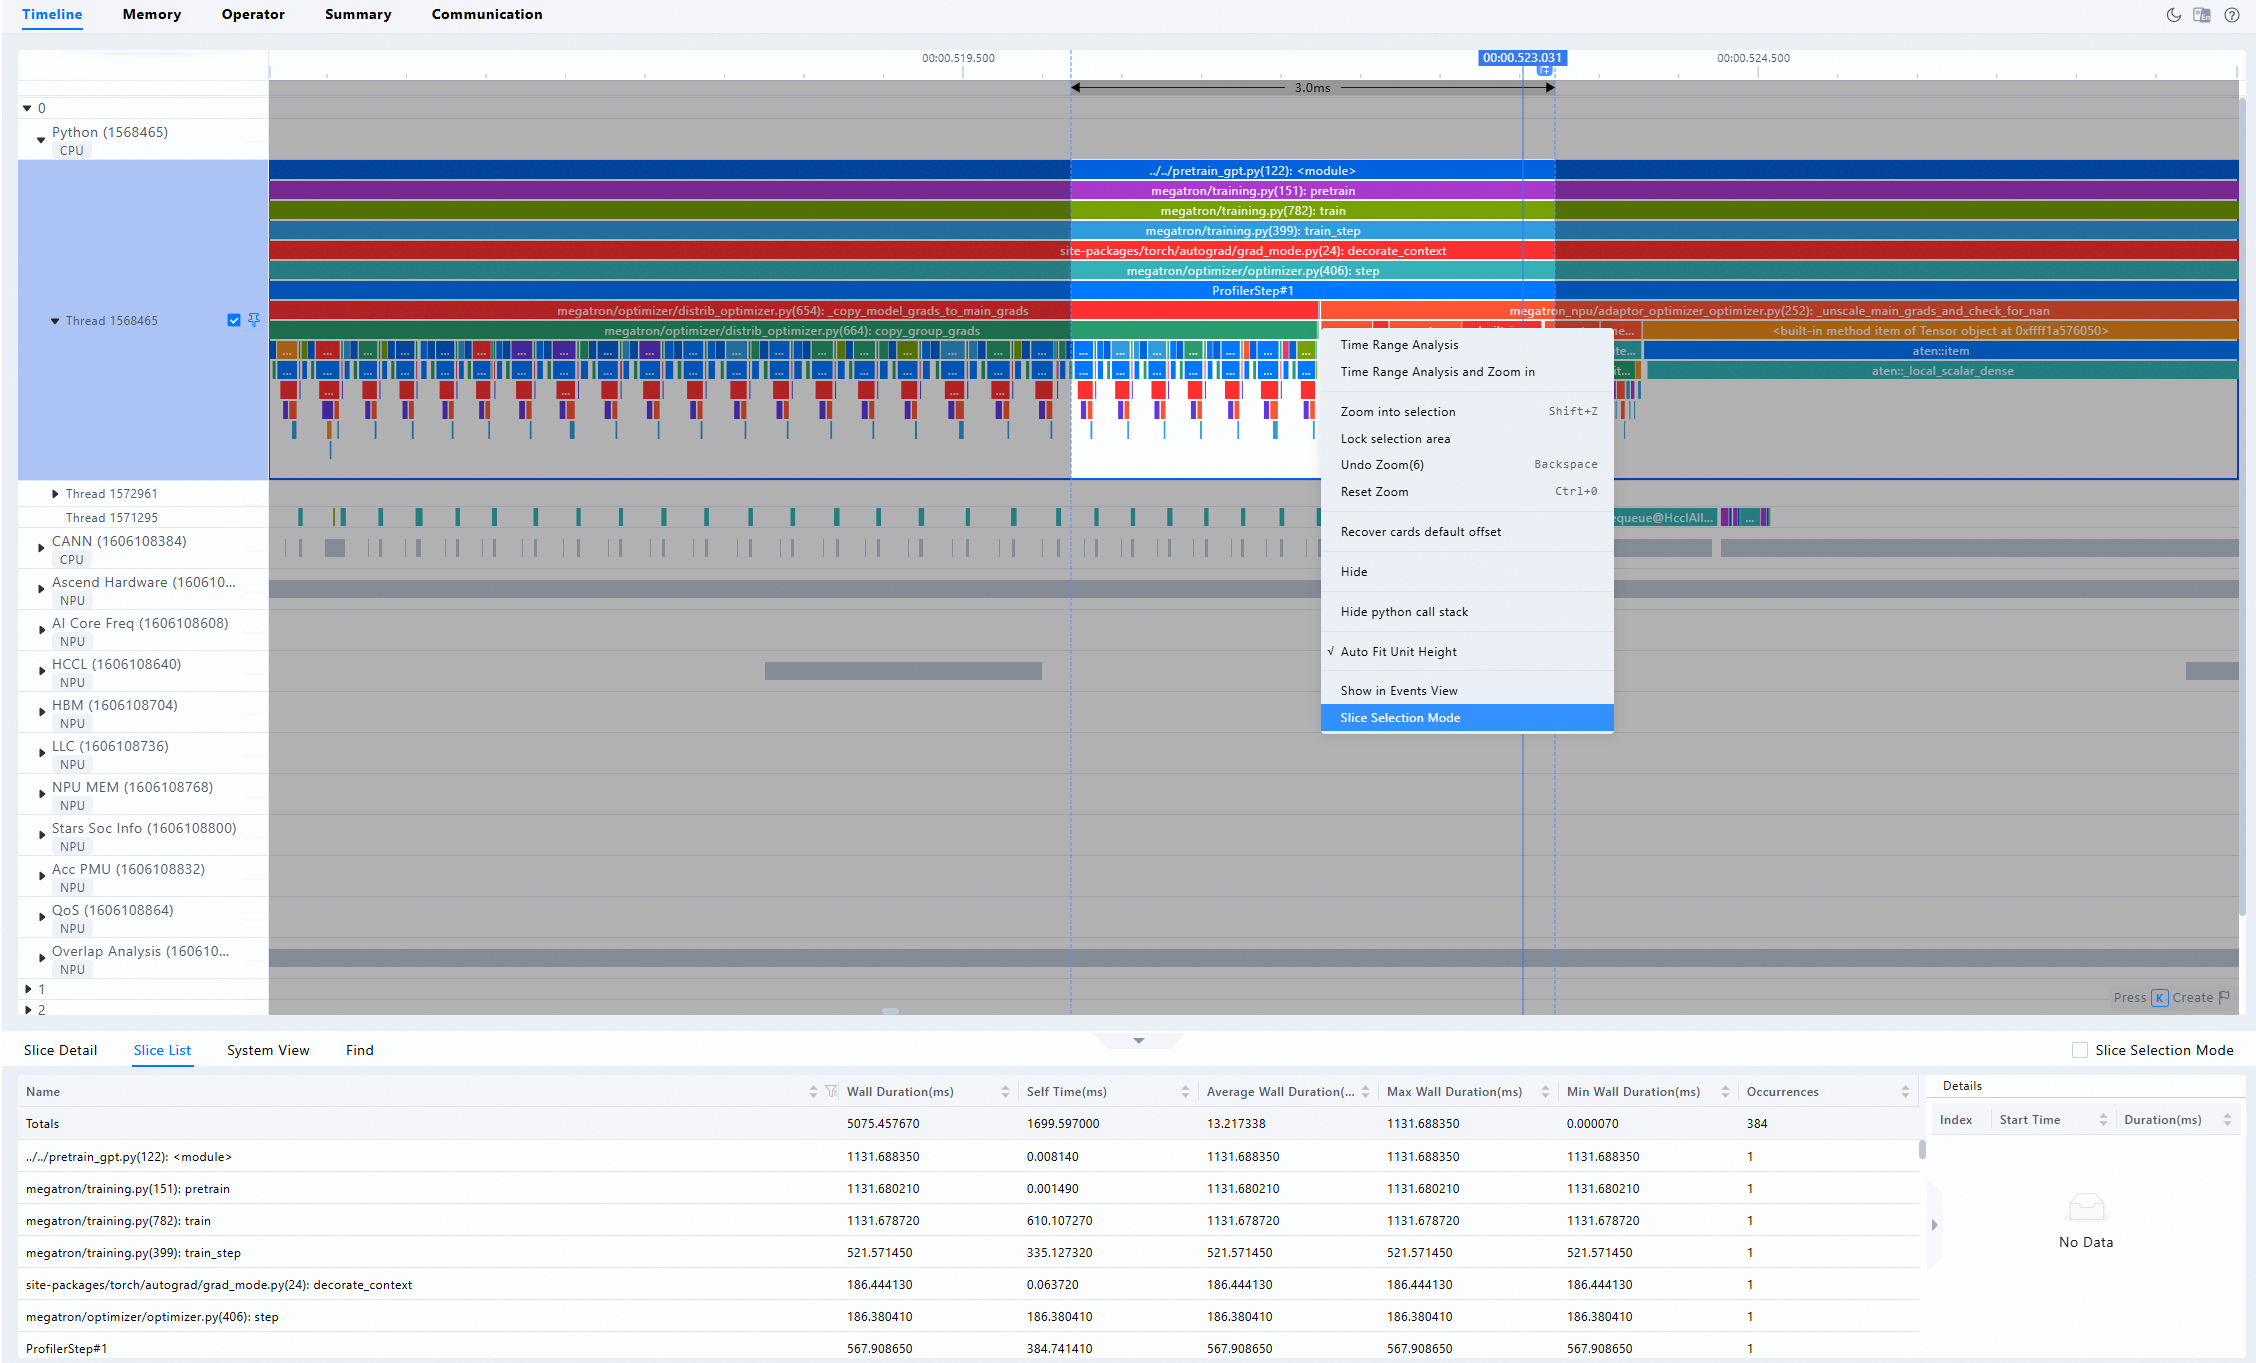 Timeline Memory Operator Summary Communication
00:00.519.500 00:00.523.031 00:00.524.500
3.0ms
0
Python (1568465)
CPU
../../pretrain_gpt.py(122): <module>
megatron/training.py(151): pretrain
megatron/training.py(782): train
megatron/training.py(399): train_step
site-packages/torch/autograd/grad_mode.py(24): decorate_context
megatron/optimizer/optimizer.py(406): step
ProfilerStep#1
Thread 1568465
megatron/optimizer/distrib_optimizer.py(654): _copy_model_grads_to_main_grads
megatron_npu/adaptor_optimizer_optimizer.py(252): _unscale_main_grads_and_check_for_nan
megatron/optimizer/distrib_optimizer.py(664): copy_group_grads
<built-in method item of Tensor object at 0xffff1a576050>
aten::item
aten::_local_scalar_dense
Time Range Analysis
Time Range Analysis and Zoom in
Zoom into selection Shift+Z
Lock selection area
Undo Zoom(6) Backspace
Reset Zoom Ctrl+0
Recover cards default offset
Hide
Hide python call stack
√ Auto Fit Unit Height
Show in Events View
Slice Selection Mode
Thread 1572961
Thread 1571295
equeue@HcclAll...
CANN (1606108384)
CPU
Ascend Hardware (160610...
NPU
AI Core Freq (1606108608)
NPU
HCCL (1606108640)
NPU
HBM (1606108704)
NPU
LLC (1606108736)
NPU
NPU MEM (1606108768)
NPU
Stars Soc Info (1606108800)
NPU
Acc PMU (1606108832)
NPU
QoS (1606108864)
NPU
Overlap Analysis (160610...
NPU
1
2
Press K Create
Slice Detail Slice List System View Find Slice Selection Mode
Name Wall Duration(ms) Self Time(ms) Average Wall Duration(... Max Wall Duration(ms) Min Wall Duration(ms) Occurrences
Totals 5075.457670 1699.597000 13.217338 1131.688350 0.000070 384
../../pretrain_gpt.py(122): <module> 1131.688350 0.008140 1131.688350 1131.688350 1131.688350 1
megatron/training.py(151): pretrain 1131.680210 0.001490 1131.680210 1131.680210 1131.680210 1
megatron/training.py(782): train 1131.678720 610.107270 1131.678720 1131.678720 1131.678720 1
megatron/training.py(399): train_step 521.571450 335.127320 521.571450 521.571450 521.571450 1
site-packages/torch/autograd/grad_mode.py(24): decorate_context 186.444130 0.063720 186.444130 186.444130 186.444130 1
megatron/optimizer/optimizer.py(406): step 186.380410 186.380410 186.380410 186.380410 186.380410 1
ProfilerStep#1 567.908650 384.741410 567.908650 567.908650 567.908650 1
Details
Index Start Time Duration(ms)
No Data